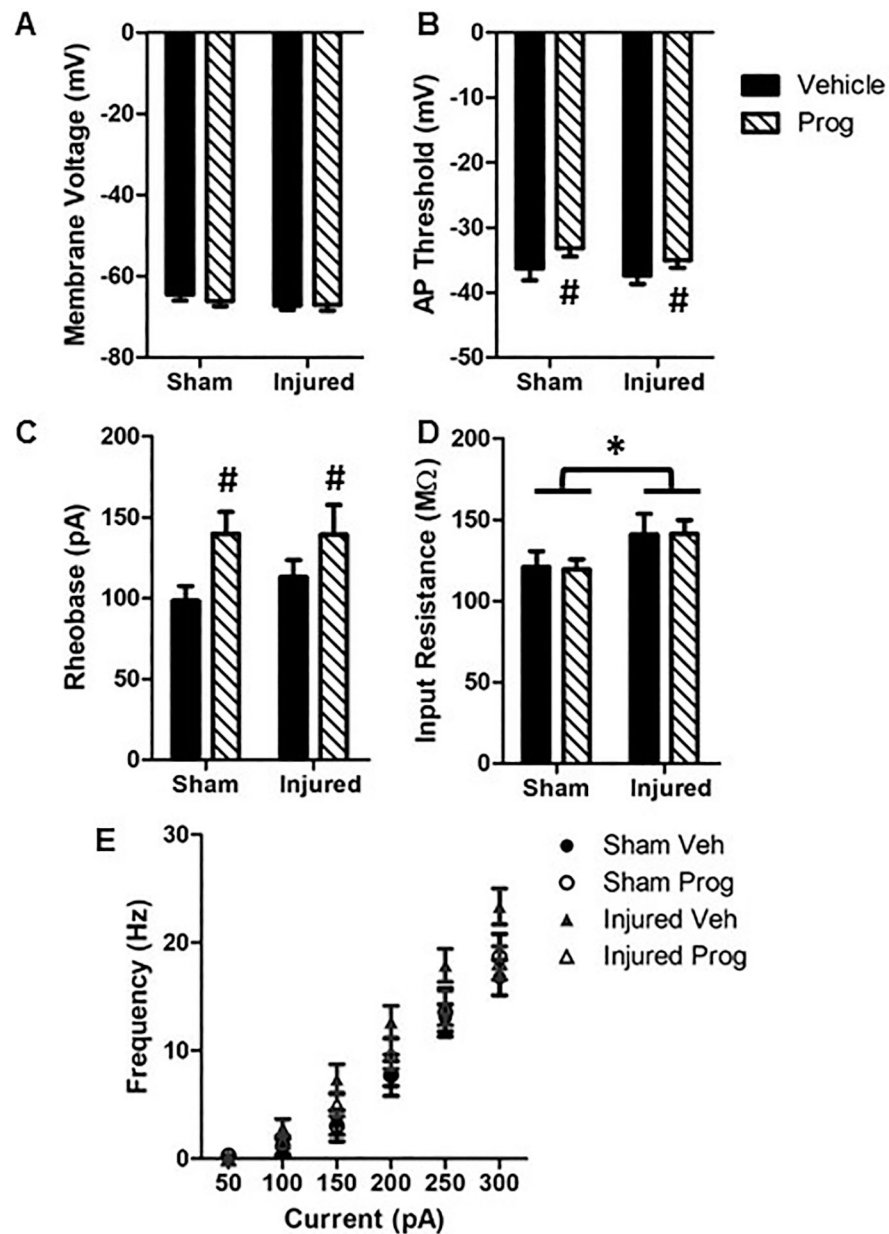 A
Membrane Voltage (mV)
0
-20
-40
-60
-80
Sham Injured
B
AP Threshold (mV)
0
-10
-20
-30
-40
-50
# #
Sham Injured
Vehicle
Prog
C
Rheobase (pA)
200
150
100
50
0
# #
Sham Injured
D
Input Resistance (MΩ)
200
150
100
50
0
*
Sham Injured
E
Frequency (Hz)
30
20
10
0
50 100 150 200 250 300
Current (pA)
Sham Veh
Sham Prog
Injured Veh
Injured Prog